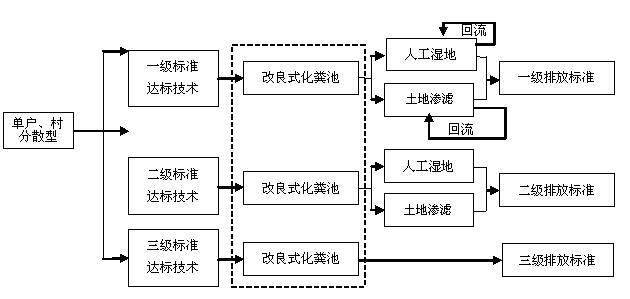 单户、村
分散型
一级标准
达标技术
改良式化粪池
人工湿地
回流
土地渗滤
回流
一级排放标准
二级标准
达标技术
改良式化粪池
人工湿地
土地渗滤
二级排放标准
三级标准
达标技术
改良式化粪池
三级排放标准